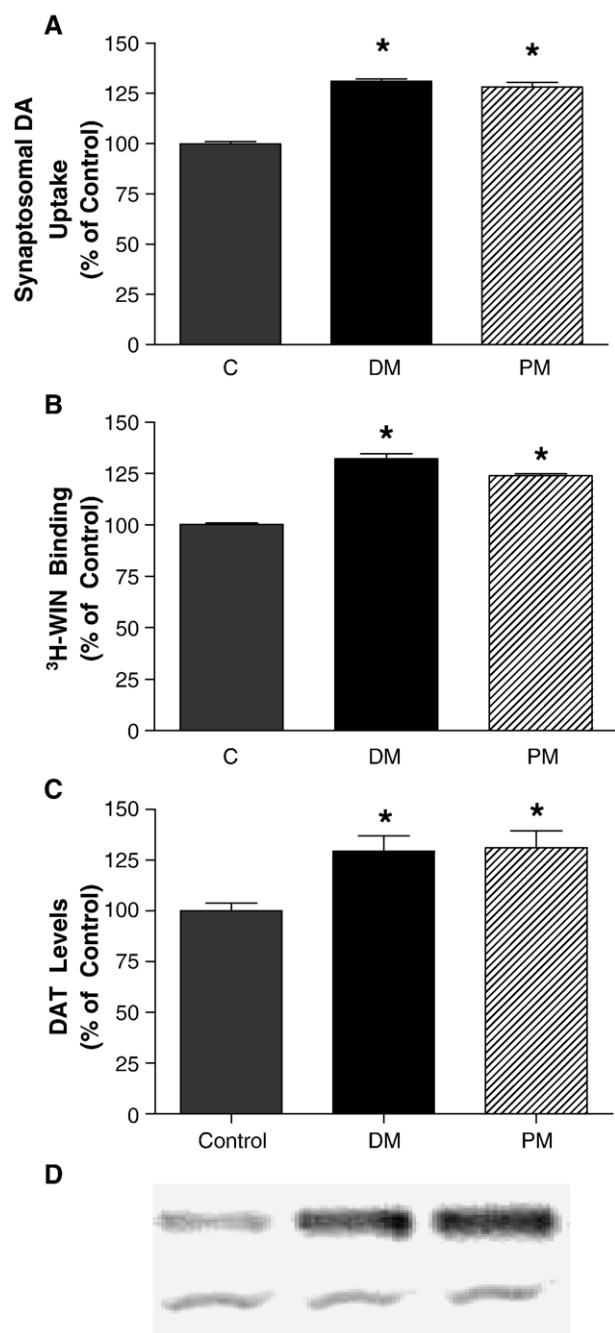 A
Synaptosomal DA
Uptake
(% of Control)
150
125
100
75
50
25
0
*
*
C DM PM
B
³H-WIN Binding
(% of Control)
150
125
100
75
50
25
0
*
*
C DM PM
C
DAT Levels
(% of Control)
150
125
100
75
50
25
0
*
*
Control DM PM
D